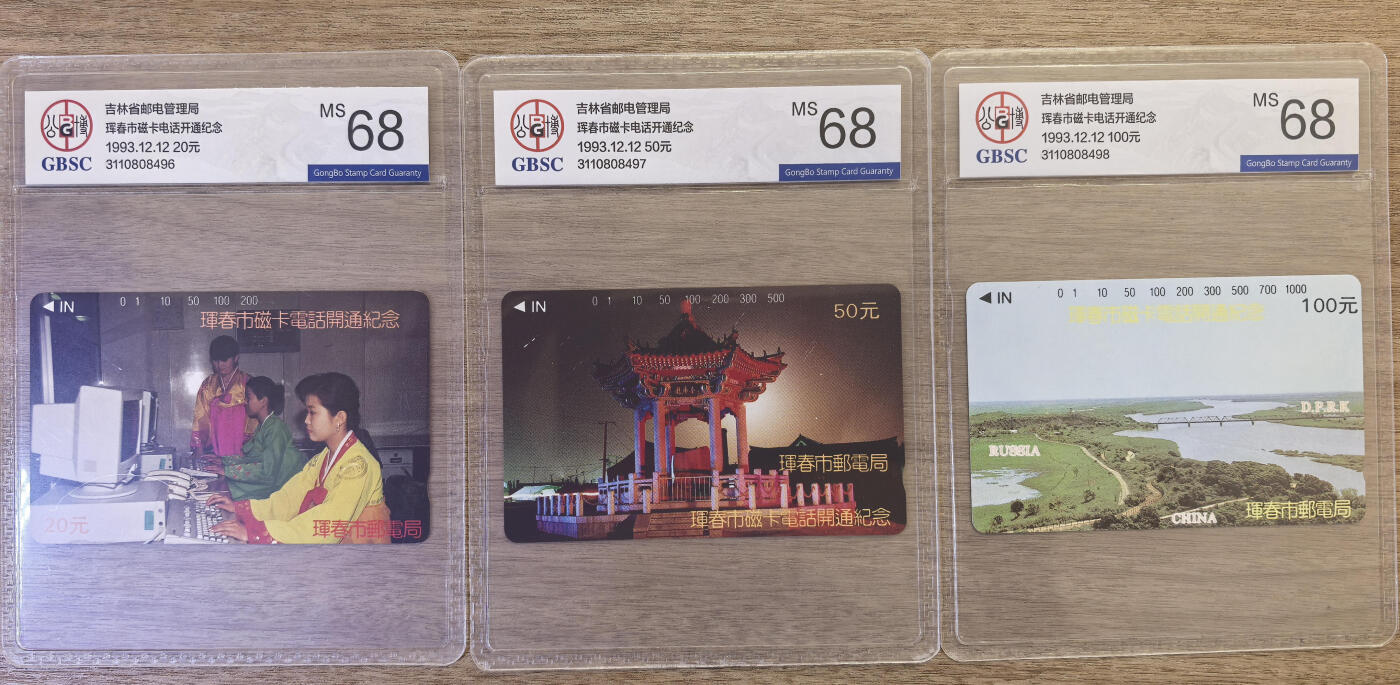 吉林省邮电管理局
珲春市磁卡电话开通纪念
1993.12.12 20元
3110808496
GBSC
MS 68
GongBo Stamp Card Guaranty
IN
0 1 10 50 100 200
琿春市磁卡電話開通紀念
20元
琿春市郵電局
吉林省邮电管理局
珲春市磁卡电话开通纪念
1993.12.12 50元
3110808497
GBSC
MS 68
GongBo Stamp Card Guaranty
IN
0 1 10 50 100 200 300 500
50元
琿春市郵電局
琿春市磁卡電話開通紀念
吉林省邮电管理局
珲春市磁卡电话开通纪念
1993.12.12 100元
3110808498
GBSC
MS 68
GongBo Stamp Card Guaranty
IN
0 1 10 50 100 200 300 500 700 1000
100元
琿春市磁卡電話開通紀念
D.P.R.K
RUSSIA
CHINA
琿春市郵電局